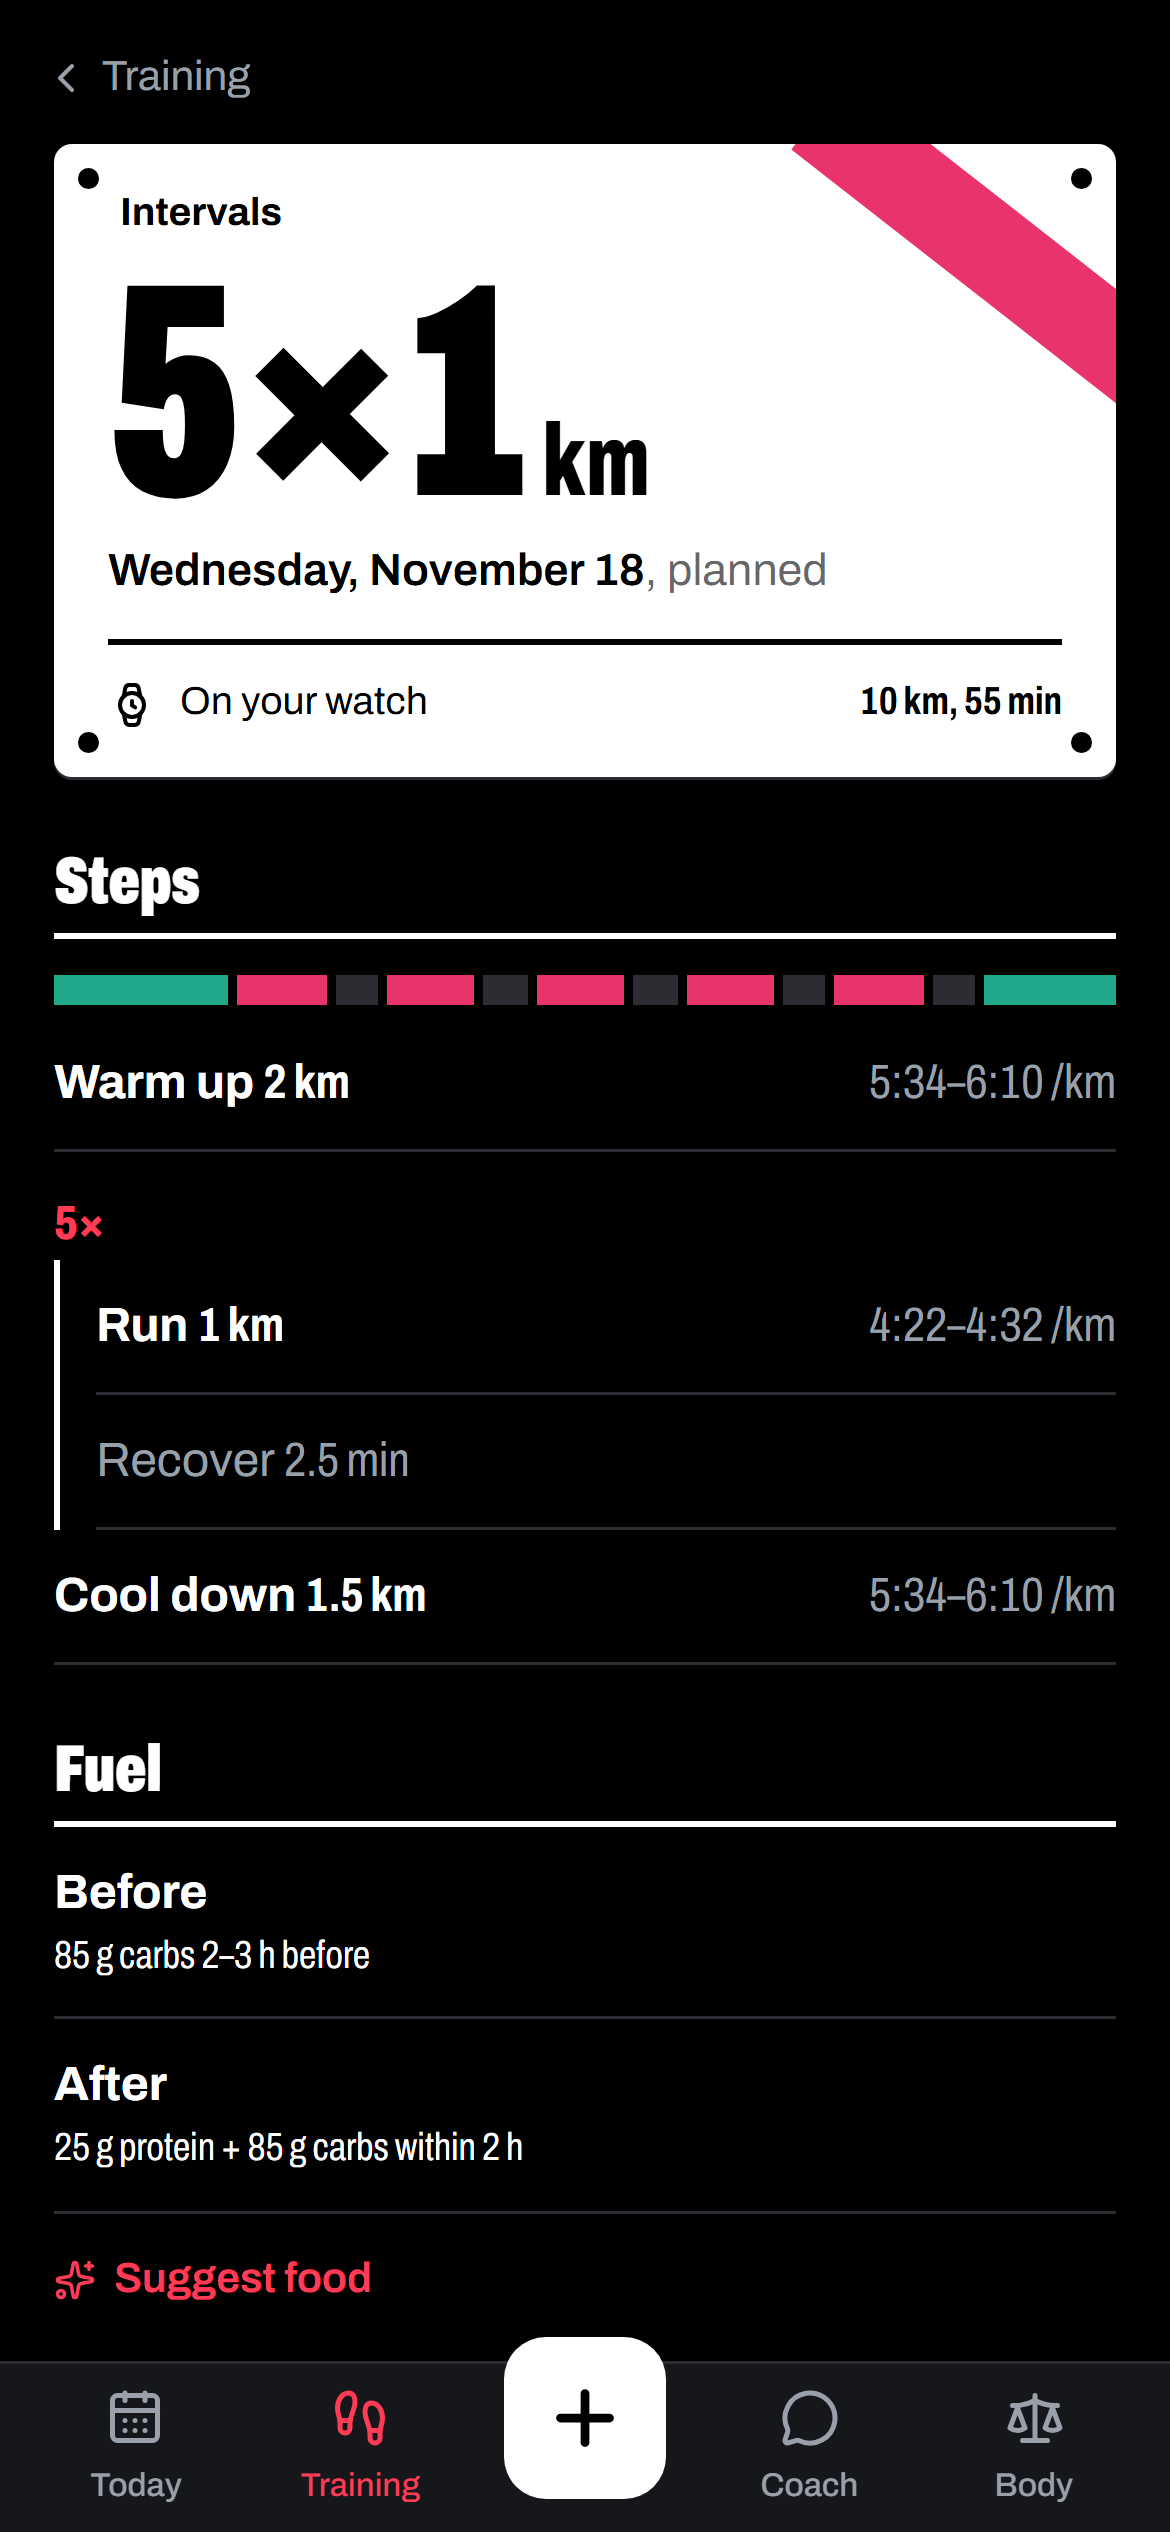 Training
Intervals
5×1 km
Wednesday, November 18, planned
On your watch 10 km, 55 min
Steps
Warm up 2 km 5:34–6:10 /km
5×
Run 1 km 4:22–4:32 /km
Recover 2.5 min
Cool down 1.5 km 5:34–6:10 /km
Fuel
Before
85 g carbs 2–3 h before
After
25 g protein + 85 g carbs within 2 h
Suggest food
Today Training Coach Body